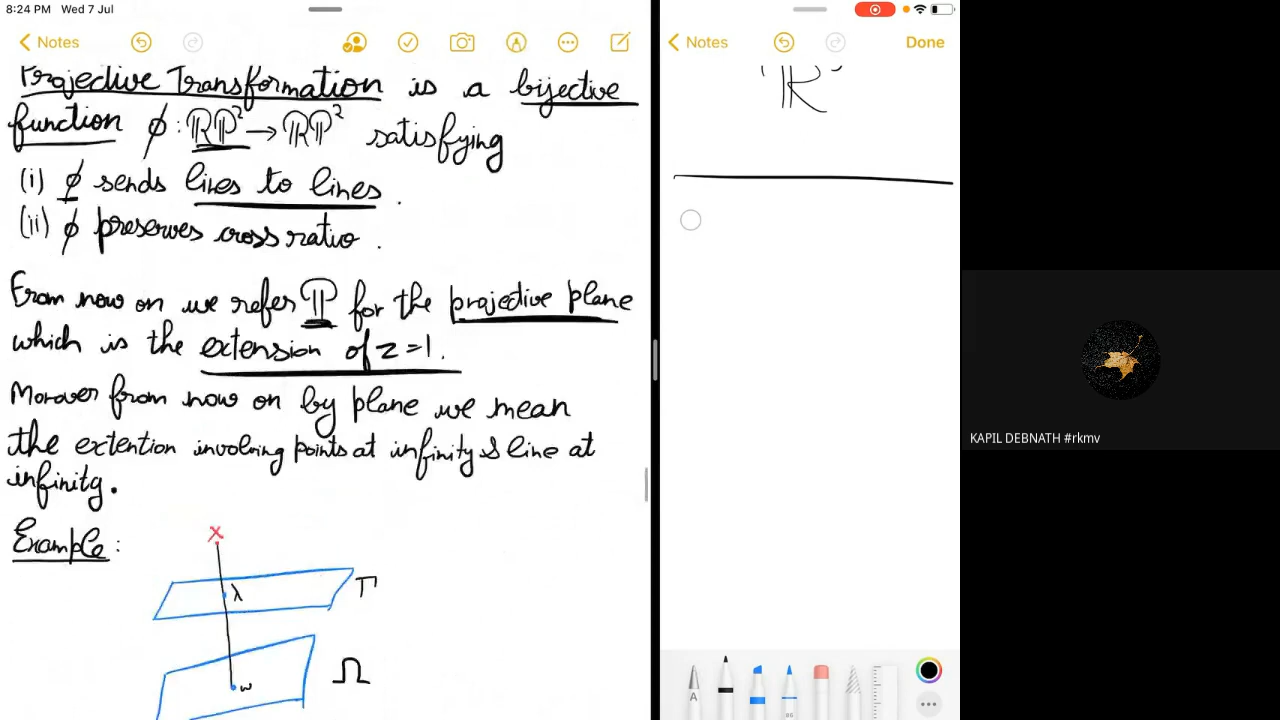 8:24 PM Wed 7 Jul
Notes
Projective Transformation is a bijective
function ϕ : ℝℙ² → ℝℙ² satisfying
(i) ϕ sends lines to lines .
(ii) ϕ preserves cross ratio .
From now on we refer ℙ for the projective plane
which is the extension of z=1.
Morover from now on by plane we mean
the extention involving points at infinity & line at
infinity.
Example :
X
λ
Γ
Ω
w
Notes
Done
ℝ
A
KAPIL DEBNATH #rkmv